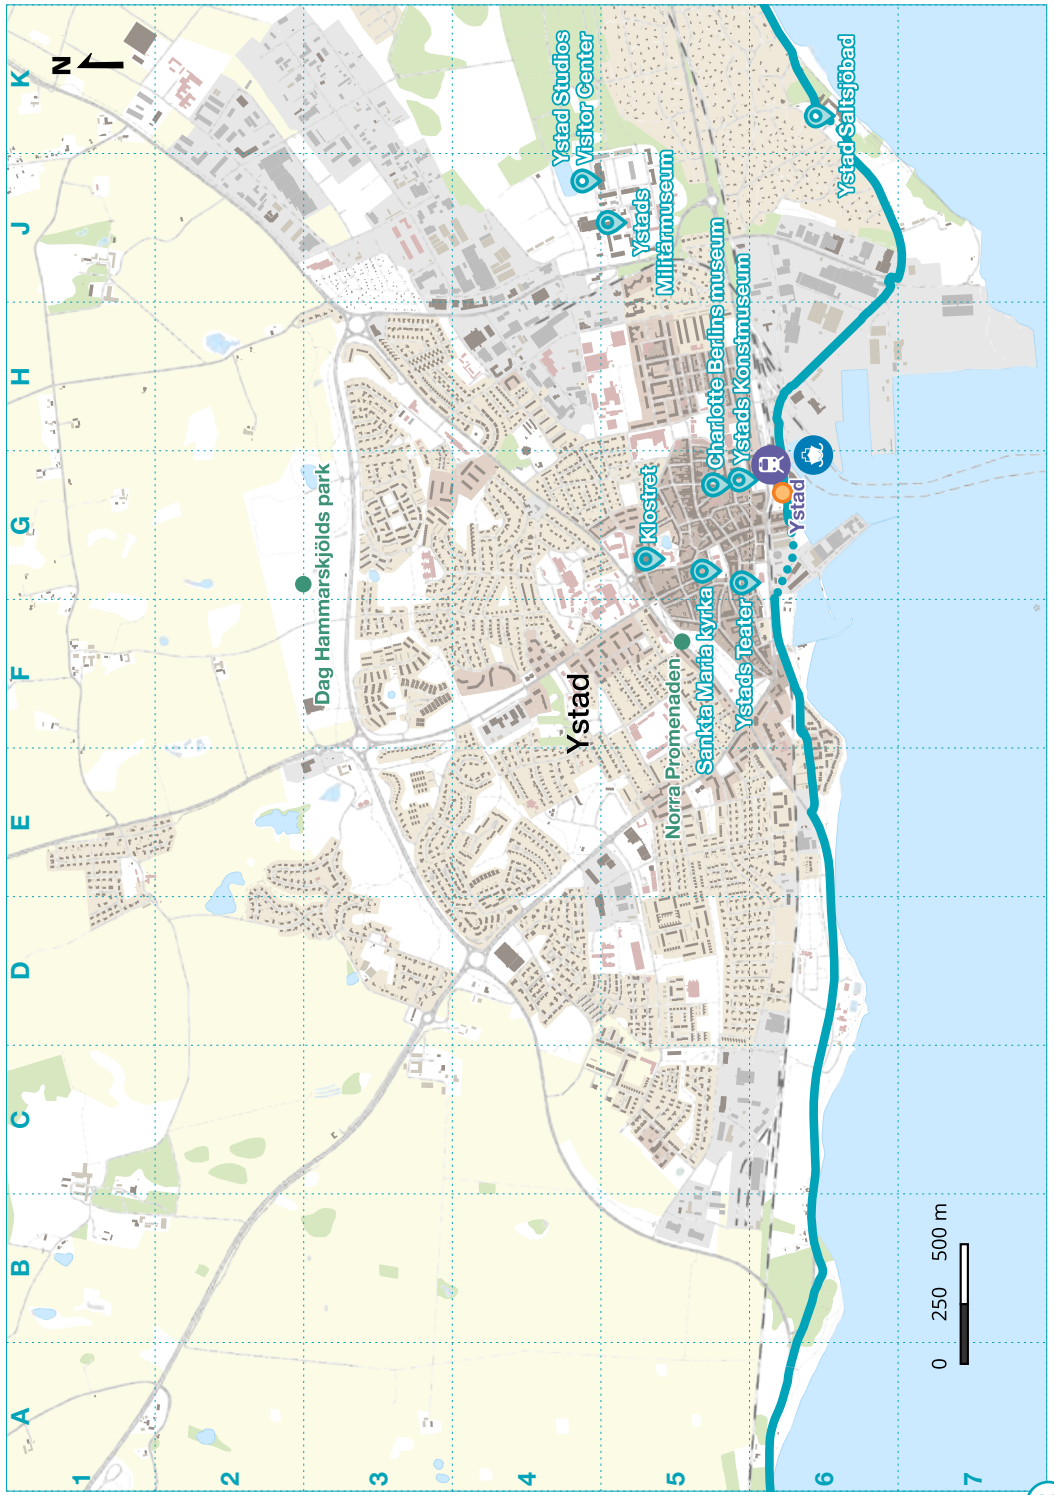 A
B
C
D
E
F
G
H
J
K
N
1
2
3
4
5
6
7
Dag Hammarskjölds park
Ystad Studios
Visitor Center
Ystads
Militärmuseum
Ystad
Klostret
Norra Promenaden
Sankta Maria kyrka
Charlotte Berlins museum
Ystads Konstmuseum
Ystads Teater
Ystad
Ystad Saltsjöbad
0 250 500 m